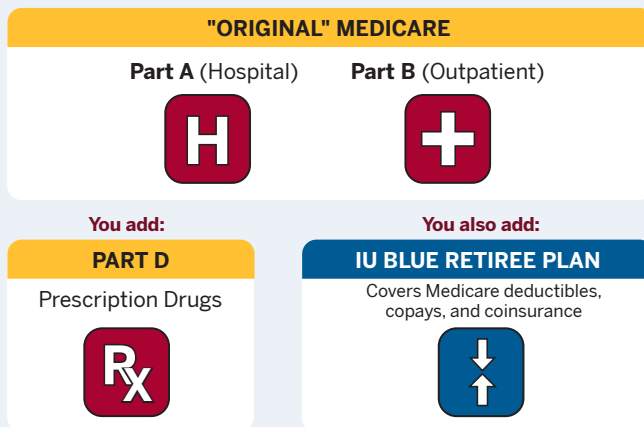 "ORIGINAL" MEDICARE
Part A (Hospital)
Part B (Outpatient)
H
You add:
PART D
Prescription Drugs
Rx
You also add:
IU BLUE RETIREE PLAN
Covers Medicare deductibles,
copays, and coinsurance